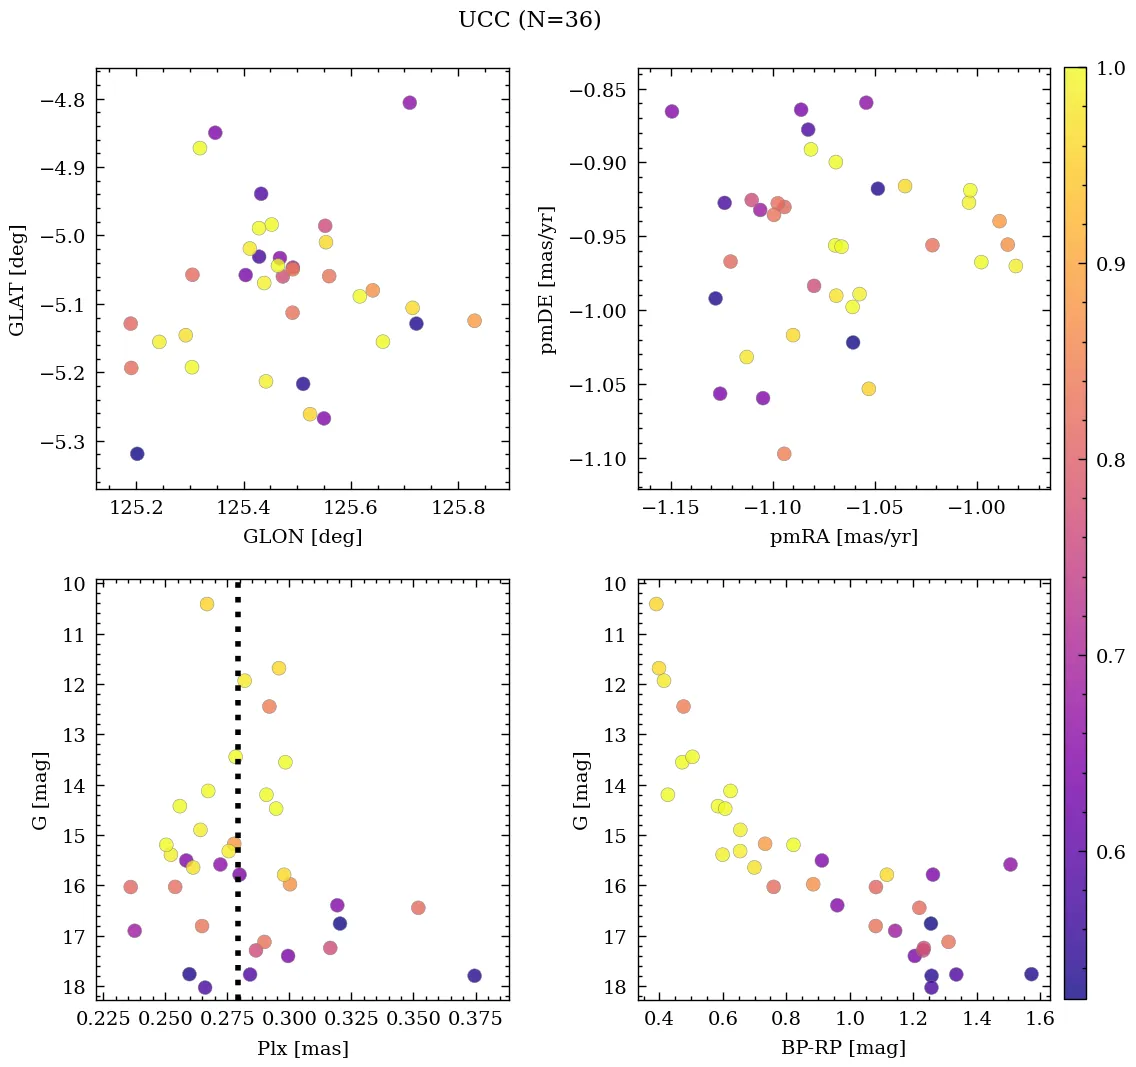 UCC (N=36)
−4.8
−4.9
−5.0
−5.1
−5.2
−5.3
GLAT [deg]
125.2 125.4 125.6 125.8
GLON [deg]
−0.85
−0.90
−0.95
−1.00
−1.05
−1.10
pmDE [mas/yr]
−1.15 −1.10 −1.05 −1.00
pmRA [mas/yr]
1.0
0.9
0.8
0.7
0.6
10
11
12
13
14
15
16
17
18
G [mag]
0.225 0.250 0.275 0.300 0.325 0.350 0.375
Plx [mas]
10
11
12
13
14
15
16
17
18
G [mag]
0.4 0.6 0.8 1.0 1.2 1.4 1.6
BP-RP [mag]